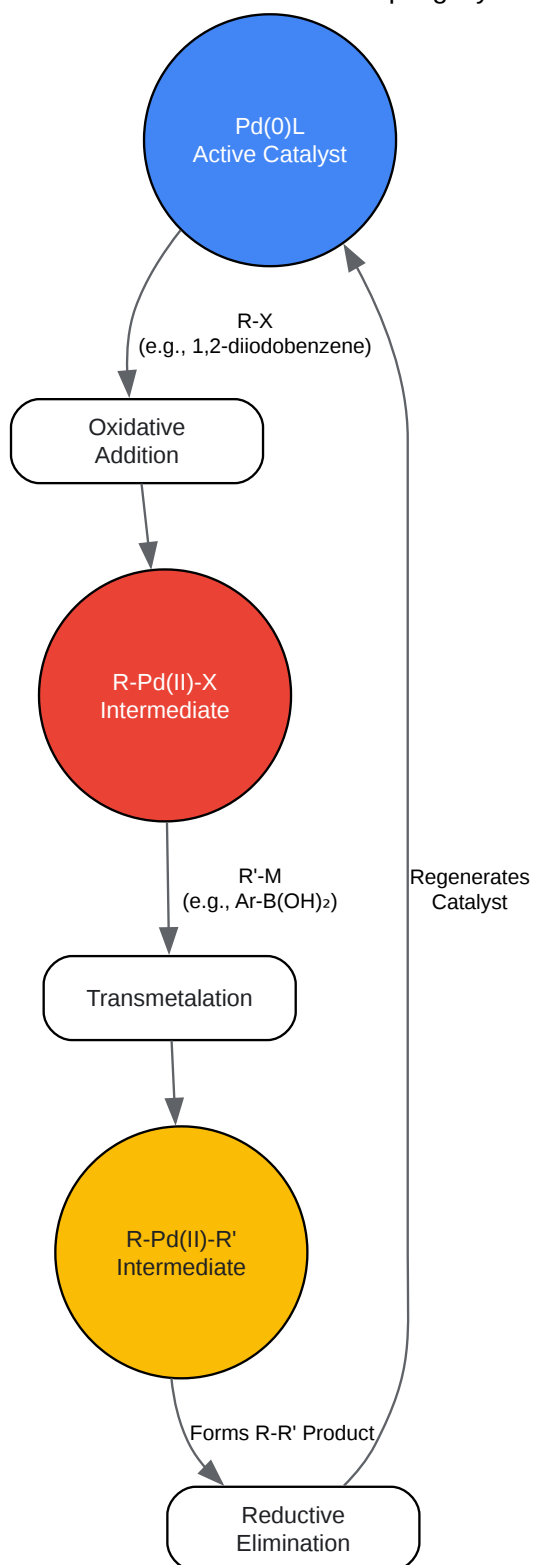 Pd(0)L
Active Catalyst
R-X
(e.g., 1,2-diiodobenzene)
Oxidative
Addition
R-Pd(II)-X
Intermediate
R'-M
(e.g., Ar-B(OH)₂)
Regenerates
Catalyst
Transmetalation
R-Pd(II)-R'
Intermediate
Forms R-R' Product
Reductive
Elimination